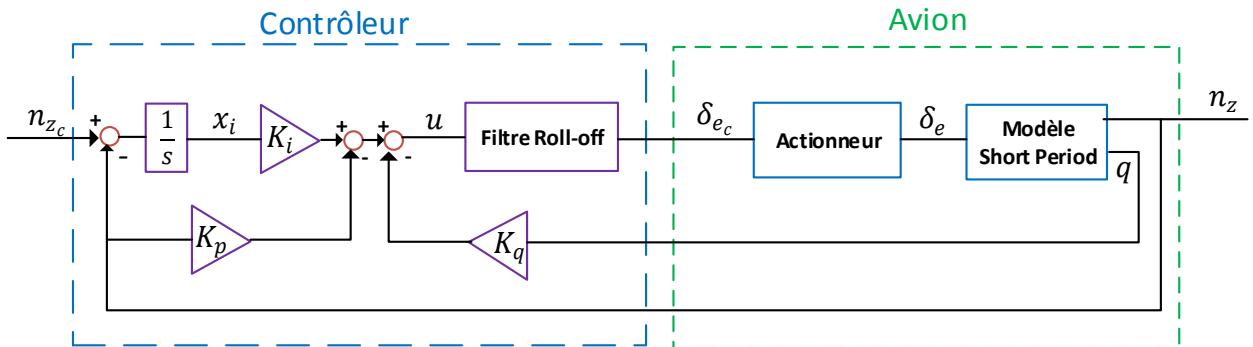 Contrôleur
Avion
n_{z_c}
+
-
1/s
x_i
K_i
+
-
+
-
u
Filtre Roll-off
δ_{e_c}
Actionneur
δ_e
Modèle
Short Period
n_z
q
K_p
K_q